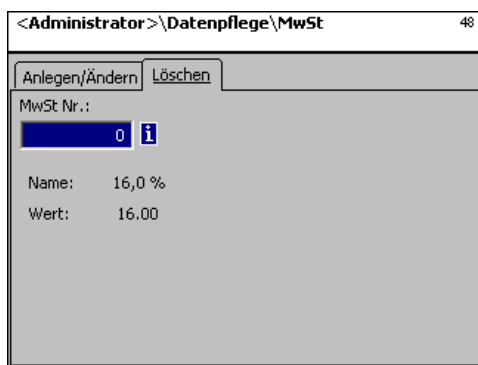 <Administrator>\Datenpflege\MwSt 48
Anlegen/Ändern Löschen
MwSt Nr.:
0 i
Name: 16,0 %
Wert: 16.00